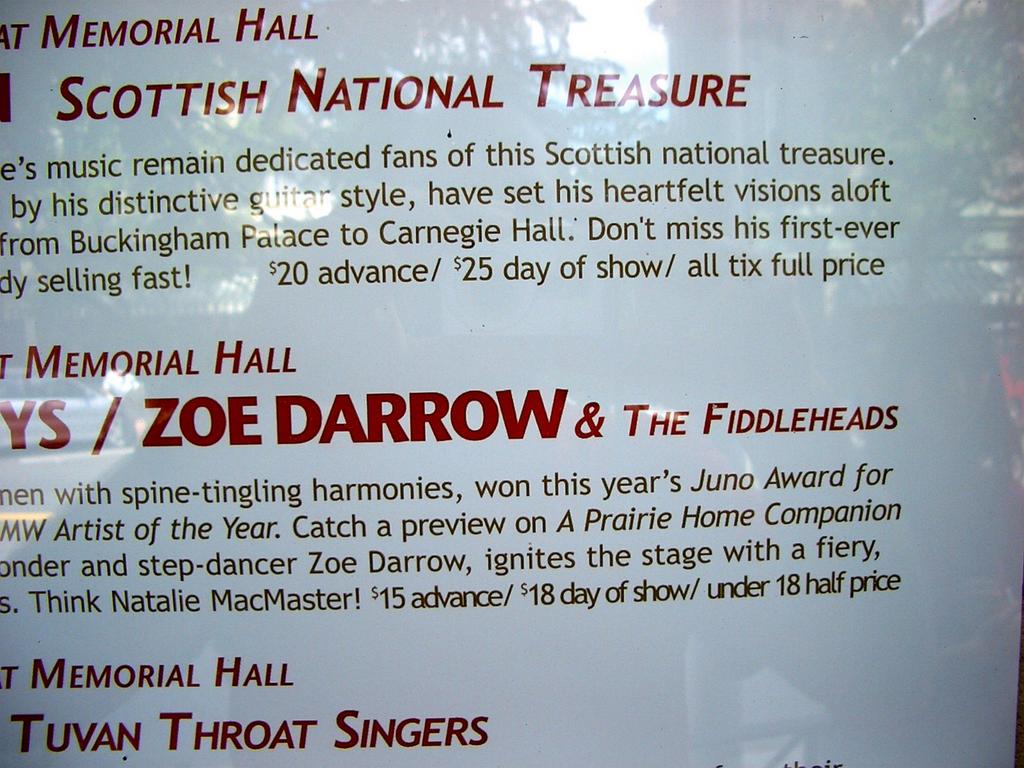 AT MEMORIAL HALL
SCOTTISH NATIONAL TREASURE
e's music remain dedicated fans of this Scottish national treasure.
by his distinctive guitar style, have set his heartfelt visions aloft
from Buckingham Palace to Carnegie Hall. Don't miss his first-ever
dy selling fast! $20 advance/ $25 day of show/ all tix full price
T MEMORIAL HALL
YS / ZOE DARROW & THE FIDDLEHEADS
men with spine-tingling harmonies, won this year's Juno Award for
MW Artist of the Year. Catch a preview on A Prairie Home Companion
onder and step-dancer Zoe Darrow, ignites the stage with a fiery,
s. Think Natalie MacMaster! $15 advance/ $18 day of show/ under 18 half price
AT MEMORIAL HALL
TUVAN THROAT SINGERS